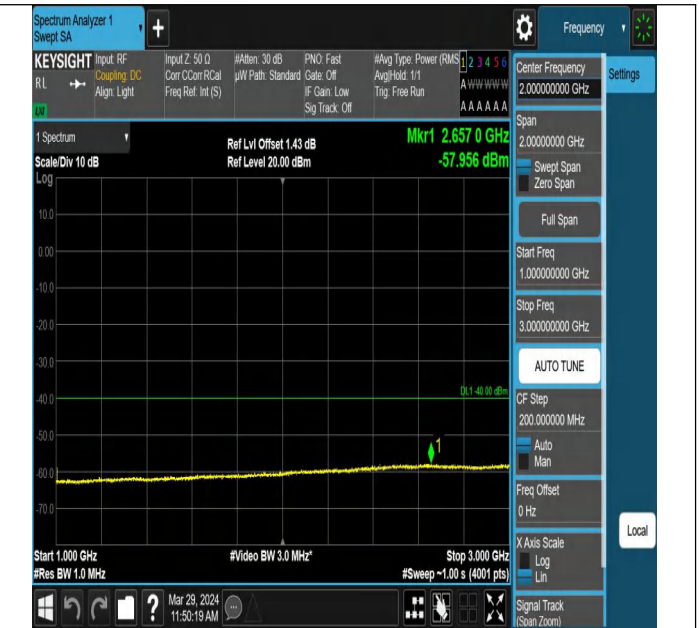 Spectrum Analyzer 1
Swept SA
+
Frequency
KEYSIGHT
RL
Input: RF
Coupling: DC
Align: Light
Input Z: 50 Ω
Corr CCorr RCal
Freq Ref: Int (S)
#Atten: 30 dB
µW Path: Standard
PNO: Fast
Gate: Off
IF Gain: Low
Sig Track: Off
#Avg Type: Power (RMS
Avg|Hold: 1/1
Trig: Free Run
1 2 3 4 5 6
A W W W W W
A A A A A A
LXI
1 Spectrum
Scale/Div 10 dB
Log
Ref Lvl Offset 1.43 dB
Ref Level 20.00 dBm
Mkr1 2.657 0 GHz
-57.956 dBm
10.0
0.00
-10.0
-20.0
-30.0
-40.0
-50.0
-60.0
-70.0
DL1 -40.00 dBm
1
Start 1.000 GHz
#Res BW 1.0 MHz
#Video BW 3.0 MHz*
Stop 3.000 GHz
#Sweep ~1.00 s (4001 pts)
?
Mar 29, 2024
11:50:19 AM
Center Frequency
2.000000000 GHz
Settings
Span
2.00000000 GHz
Swept Span
Zero Span
Full Span
Start Freq
1.000000000 GHz
Stop Freq
3.000000000 GHz
AUTO TUNE
CF Step
200.000000 MHz
Auto
Man
Freq Offset
0 Hz
X Axis Scale
Log
Lin
Local
Signal Track
(Span Zoom)